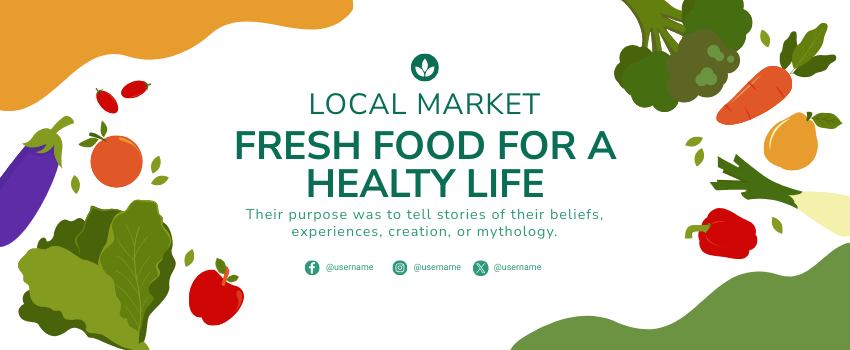 LOCAL MARKET
FRESH FOOD FOR A
HEALTY LIFE
Their purpose was to tell stories of their beliefs,
experiences, creation, or mythology.
@username @username @username